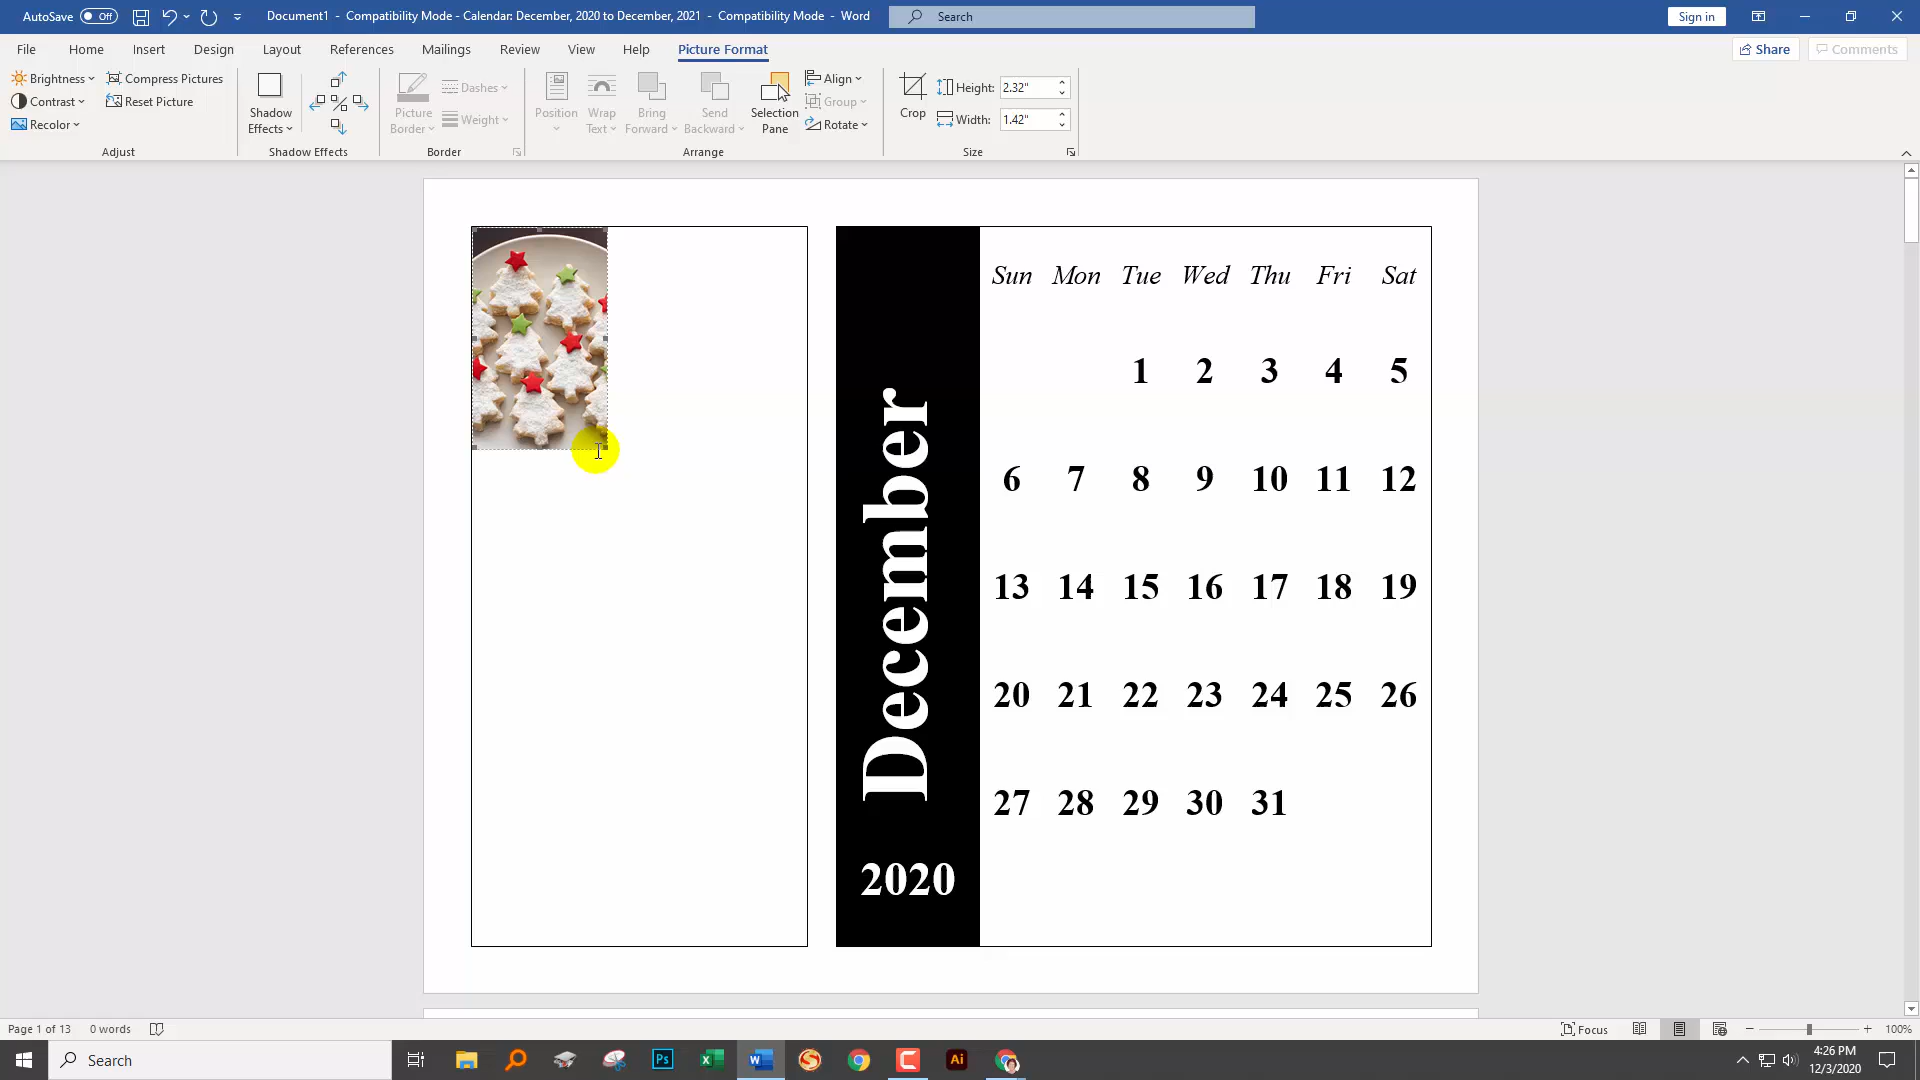 AutoSave Off Document1 - Compatibility Mode - Calendar: December, 2020 to December, 2021 - Compatibility Mode - Word Search Sign in
File Home Insert Design Layout References Mailings Review View Help Picture Format Share Comments
Brightness Compress Pictures
Contrast Reset Picture
Recolor
Adjust
Shadow
Effects
Shadow Effects
Picture
Border
Dashes
Weight
Border
Position
Wrap
Text
Bring
Forward
Send
Backward
Selection
Pane
Align
Group
Rotate
Arrange
Crop
Height: 2.32"
Width: 1.42"
Size
December
2020
Sun Mon Tue Wed Thu Fri Sat
1 2 3 4 5
6 7 8 9 10 11 12
13 14 15 16 17 18 19
20 21 22 23 24 25 26
27 28 29 30 31
Page 1 of 13 0 words Focus 100%
Search Ps Ai 4:26 PM
12/3/2020